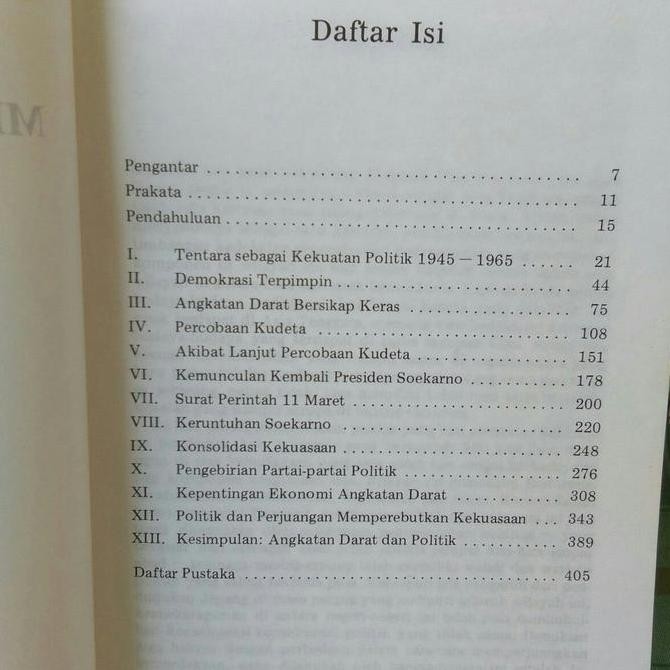 Daftar Isi
Pengantar ........................................ 7
Prakata ........................................ 11
Pendahuluan ..................................... 15
I. Tentara sebagai Kekuatan Politik 1945 — 1965 ...... 21
II. Demokrasi Terpimpin ......................... 44
III. Angkatan Darat Bersikap Keras ................. 75
IV. Percobaan Kudeta ........................... 108
V. Akibat Lanjut Percobaan Kudeta ................ 151
VI. Kemunculan Kembali Presiden Soekarno .......... 178
VII. Surat Perintah 11 Maret ....................... 200
VIII. Keruntuhan Soekarno ........................ 220
IX. Konsolidasi Kekuasaan ....................... 248
X. Pengebirian Partai-partai Politik ................. 276
XI. Kepentingan Ekonomi Angkatan Darat ........... 308
XII. Politik dan Perjuangan Memperebutkan Kekuasaan ... 343
XIII. Kesimpulan: Angkatan Darat dan Politik .......... 389
Daftar Pustaka ................................... 405